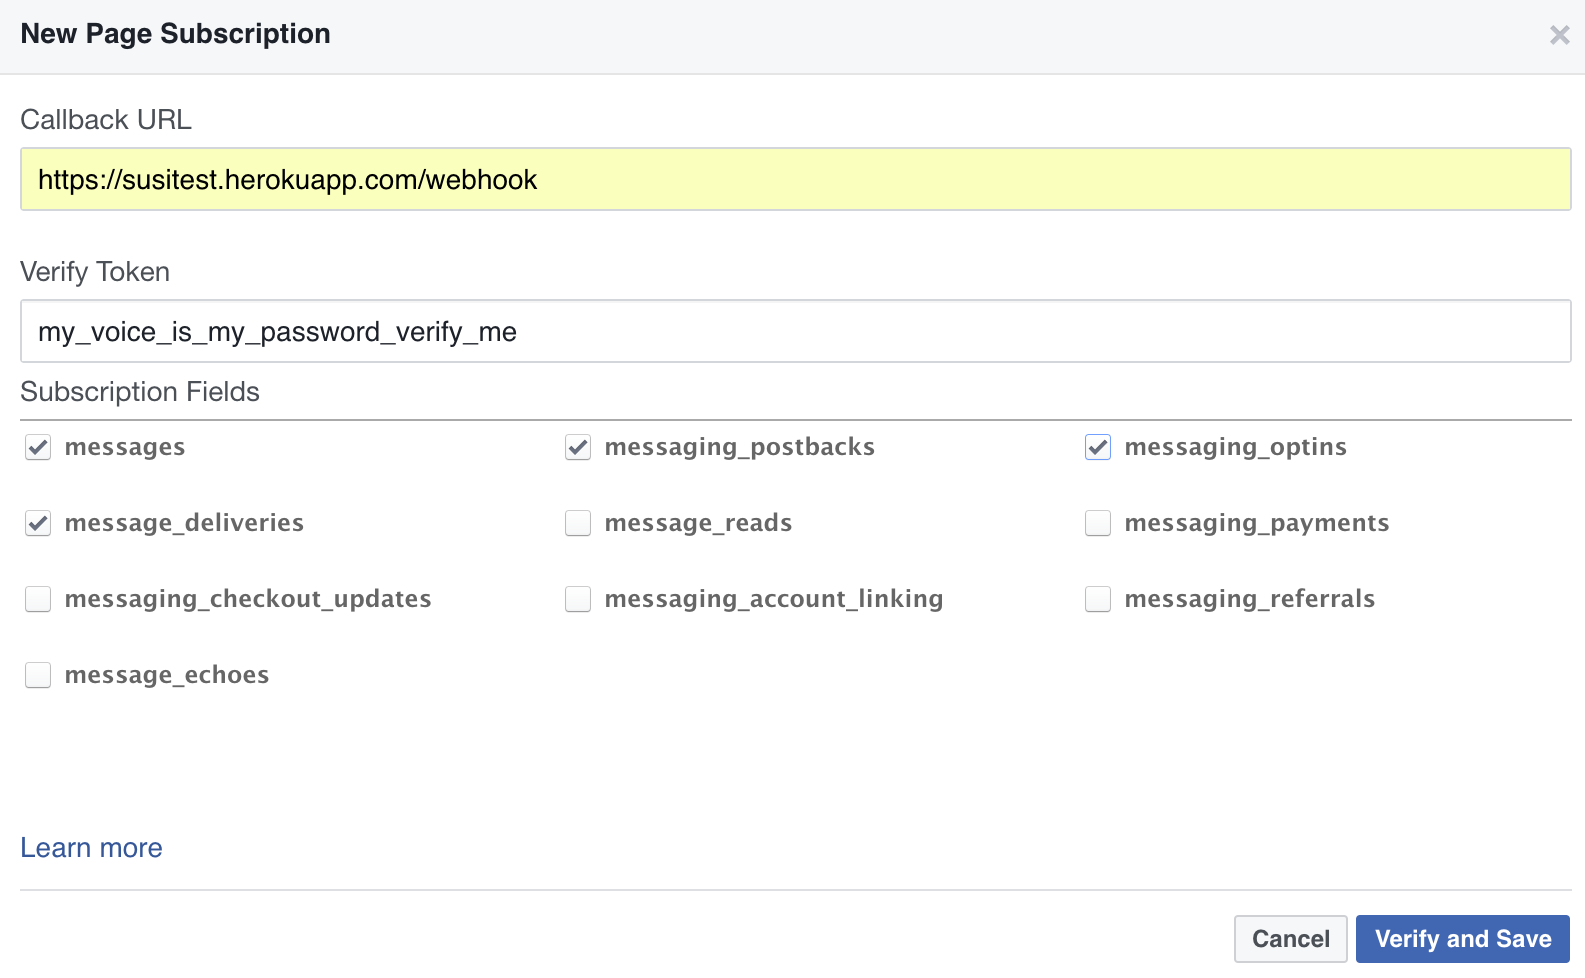 New Page Subscription
Callback URL
https://susitest.herokuapp.com/webhook
Verify Token
my_voice_is_my_password_verify_me
Subscription Fields
messages messaging_postbacks messaging_optins
message_deliveries message_reads messaging_payments
messaging_checkout_updates messaging_account_linking messaging_referrals
message_echoes
Learn more
Cancel Verify and Save